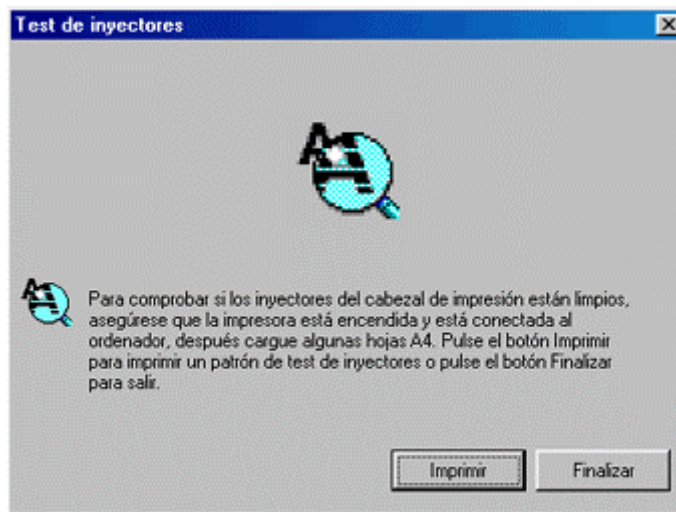 Test de inyectores
Para comprobar si los inyectores del cabezal de impresión están limpios,
asegúrese que la impresora está encendida y está conectada al
ordenador, después cargue algunas hojas A4. Pulse el botón Imprimir
para imprimir un patrón de test de inyectores o pulse el botón Finalizar
para salir.
Imprimir
Finalizar